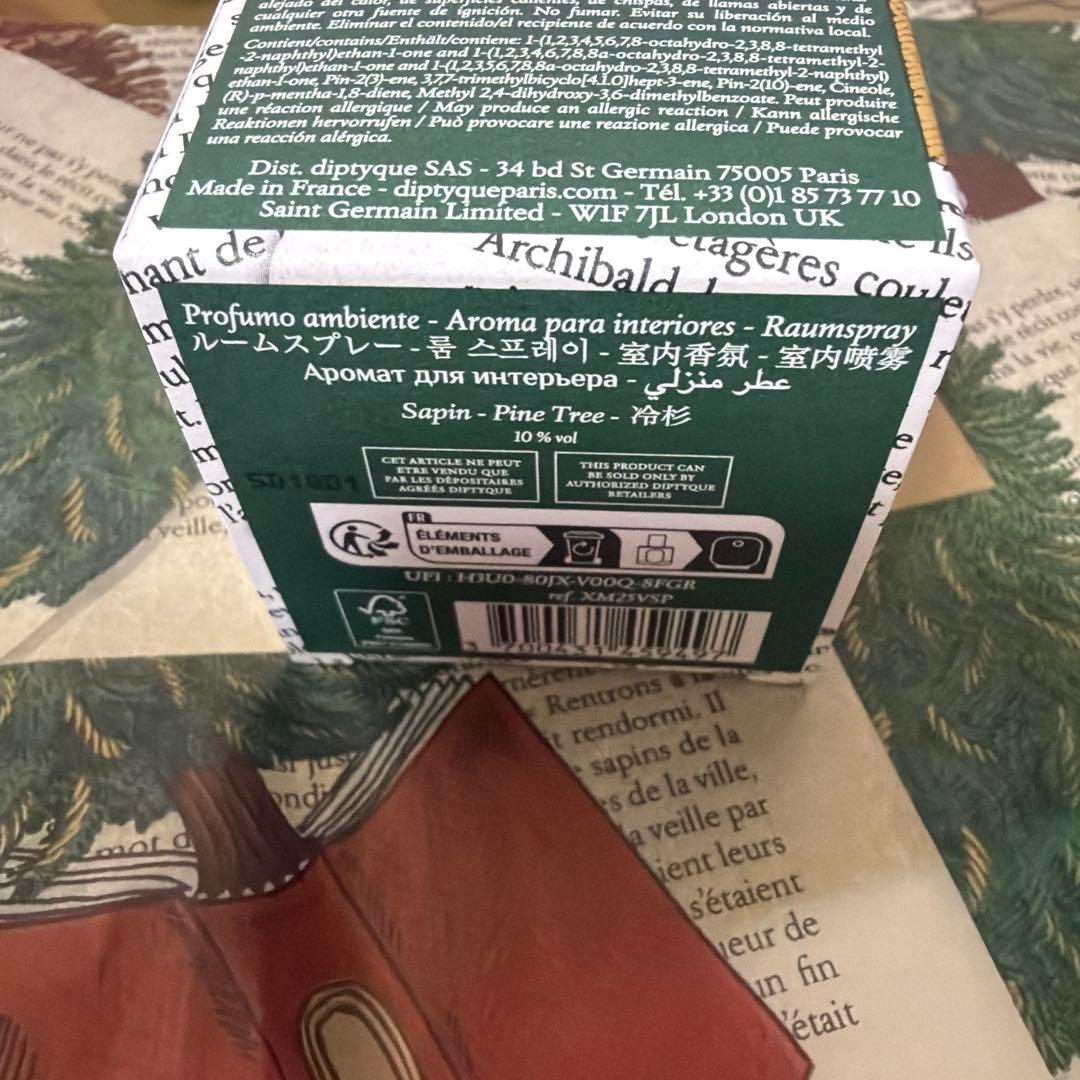 alejado del calor, de superficies calientes, de chispas, de llamas abiertas y de
cualquier otra fuente de ignición. No fumar. Evitar su liberación al medio
ambiente. Eliminar el contenido/el recipiente de acuerdo con la normativa local.
Contient/contains/Enthält/contiene: 1-(1,2,3,4,5,6,7,8-octahydro-2,3,8,8-tetramethyl
-2-naphthyl)ethan-1-one and 1-(1,2,3,4,6,7,8,8a-octahydro-2,3,8,8-tetramethyl-2-
naphthyl)ethan-1-one and 1-(1,2,3,5,6,7,8,8a-octahydro-2,3,8,8-tetramethyl-2-naphthyl)
ethan-1-one, Pin-2(3)-ene, 3,7,7-trimethylbicyclo[4.1.0]hept-3-ene, Pin-2(10)-ene, Cineole,
(R)-p-mentha-1,8-diene, Methyl 2,4-dihydroxy-3,6-dimethylbenzoate. Peut produire
une réaction allergique / May produce an allergic reaction / Kann allergische
Reaktionen hervorrufen / Può provocare une reazione allergica / Puede provocar
una reacción alérgica.
Dist. diptyque SAS - 34 bd St Germain 75005 Paris
Made in France - diptyqueparis.com - Tél. +33 (0)1 85 73 77 10
Saint Germain Limited - W1F 7JL London UK
nant de
Archibald
étagères
Profumo ambiente - Aroma para interiores - Raumspray
ルームスプレー - 룸 스프레이 - 室内香氛 - 室内喷雾
Аромат для интерьера - عطر منزلي
Sapin - Pine Tree - 冷杉
10 % vol
CET ARTICLE NE PEUT
ETRE VENDU QUE
PAR LES DÉPOSITAIRES
AGRÉÉS DIPTYQUE
THIS PRODUCT CAN
BE SOLD ONLY BY
AUTHORIZED DIPTYQUE
RETAILERS
FR
ÉLÉMENTS
D'EMBALLAGE
UFI : H3U0-80JX-V00Q-8FGR
ref. XM25VSP
FSC
veille,
mot d
Rentrons à la
t rendormi. Il
sapins de la
s de la ville,
la veille par
ient leurs
s'étaient
ueur de
un fin
'était